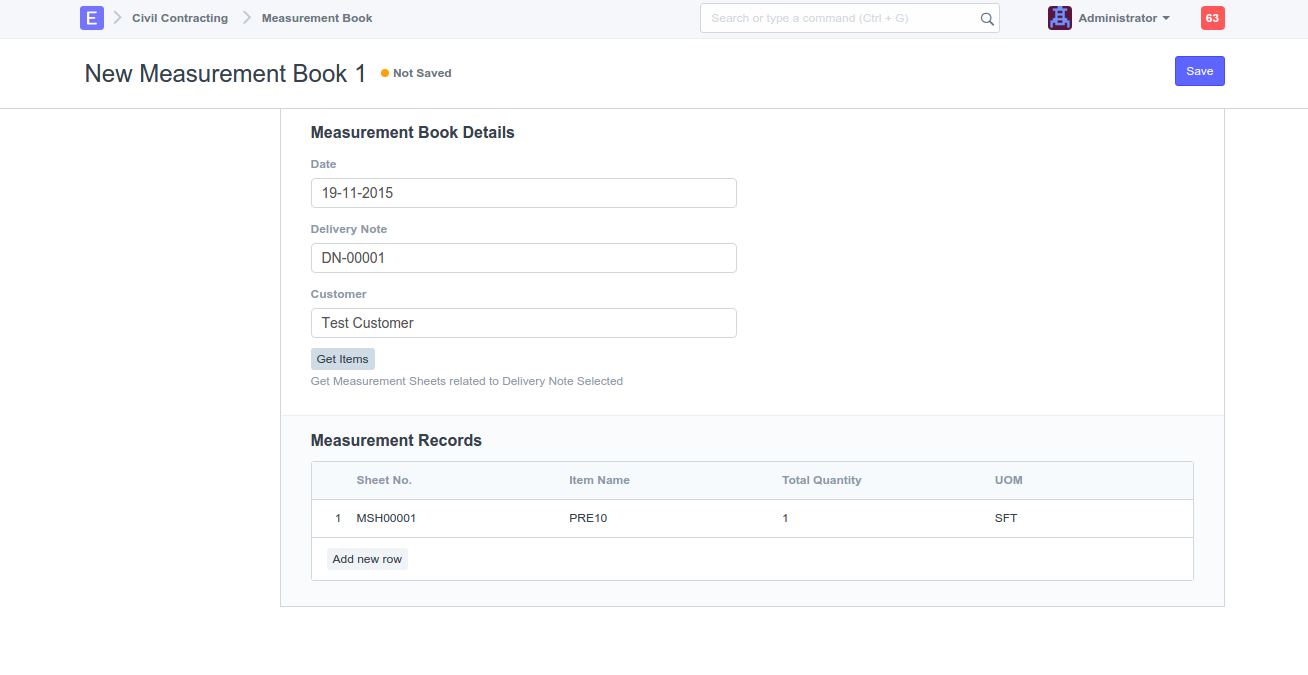 E Civil Contracting Measurement Book Search or type a command (Ctrl + G) Administrator 63
New Measurement Book 1 Not Saved Save
Measurement Book Details
Date
19-11-2015
Delivery Note
DN-00001
Customer
Test Customer
Get Items
Get Measurement Sheets related to Delivery Note Selected
Measurement Records
Sheet No. Item Name Total Quantity UOM
1 MSH00001 PRE10 1 SFT
Add new row